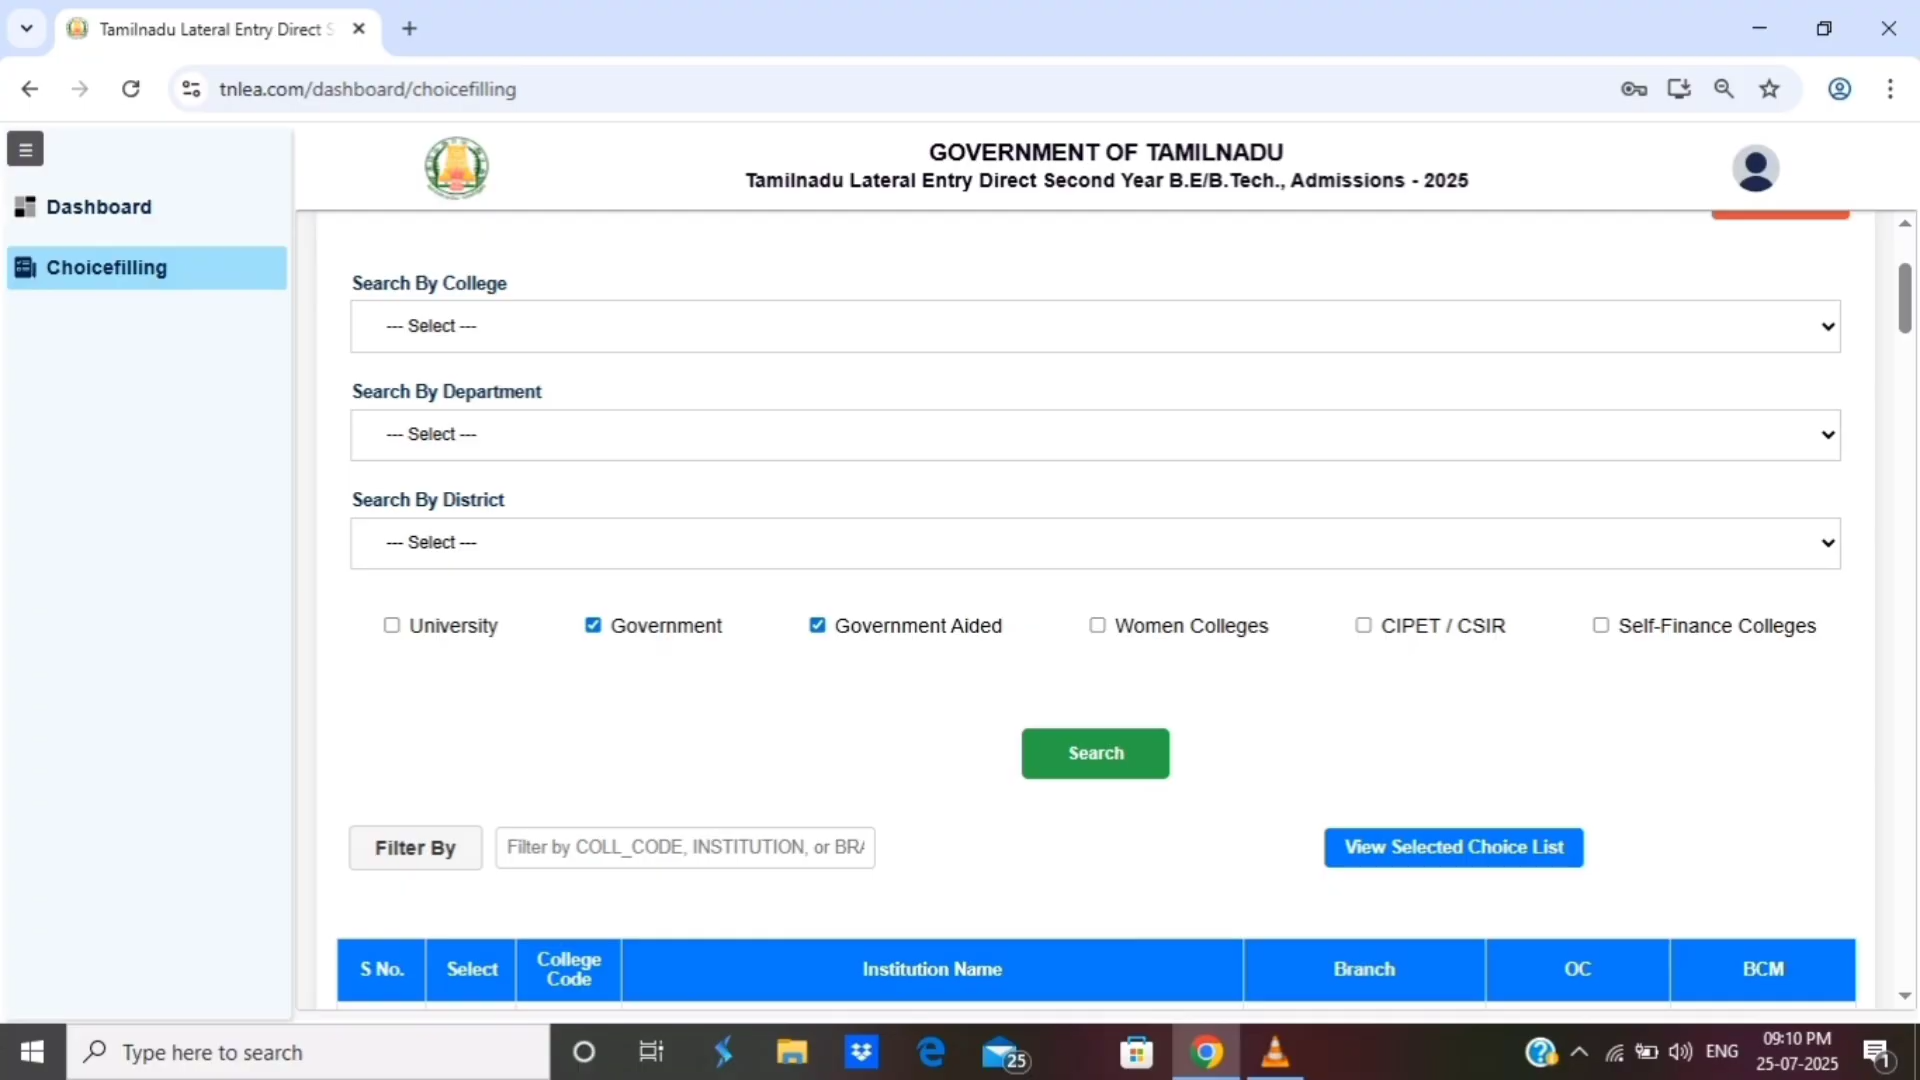 Tamilnadu Lateral Entry Direct S
tnlea.com/dashboard/choicefilling
GOVERNMENT OF TAMILNADU
Tamilnadu Lateral Entry Direct Second Year B.E/B.Tech., Admissions - 2025
Dashboard
Choicefilling
Search By College
--- Select ---
Search By Department
--- Select ---
Search By District
--- Select ---
University Government Government Aided Women Colleges CIPET / CSIR Self-Finance Colleges
Search
Filter By Filter by COLL_CODE, INSTITUTION, or BRA View Selected Choice List
S No. Select College Code Institution Name Branch OC BCM
Type here to search 25 ENG 09:10 PM
25-07-2025 1